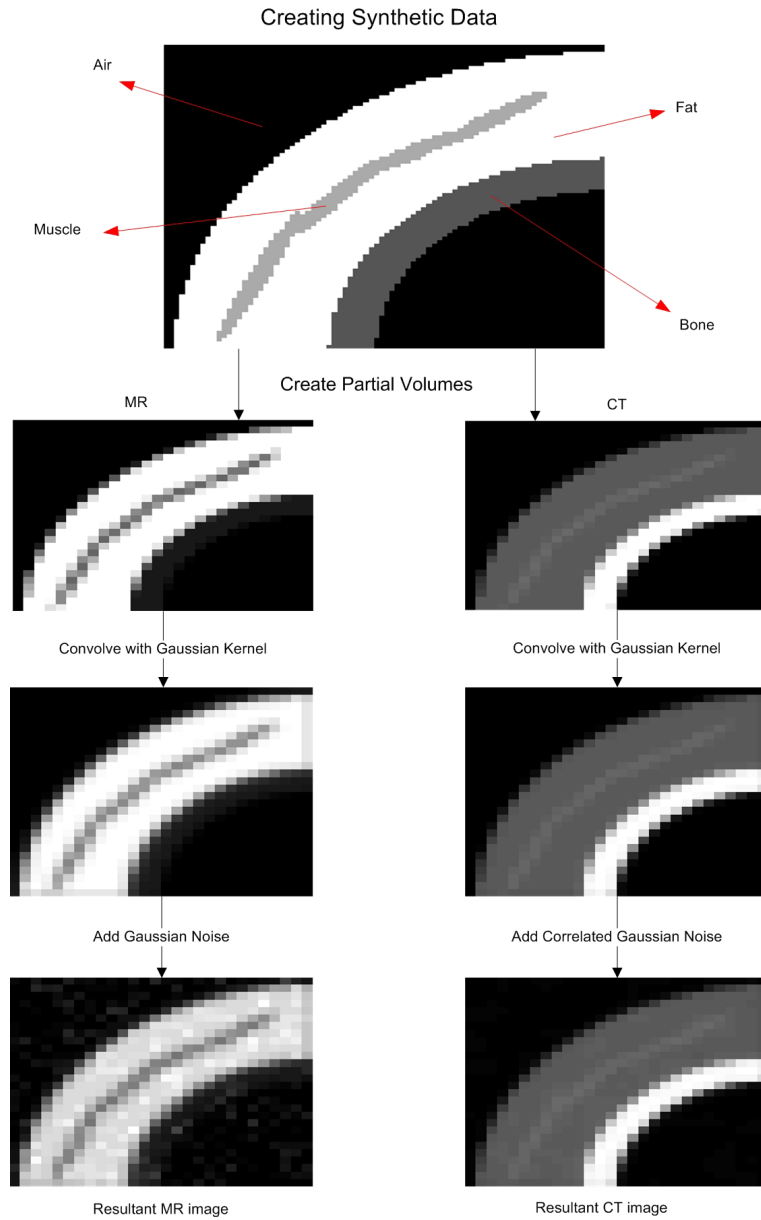 Creating Synthetic Data
Air
Fat
Muscle
Bone
Create Partial Volumes
MR
CT
Convolve with Gaussian Kernel
Convolve with Gaussian Kernel
Add Gaussian Noise
Add Correlated Gaussian Noise
Resultant MR image
Resultant CT image